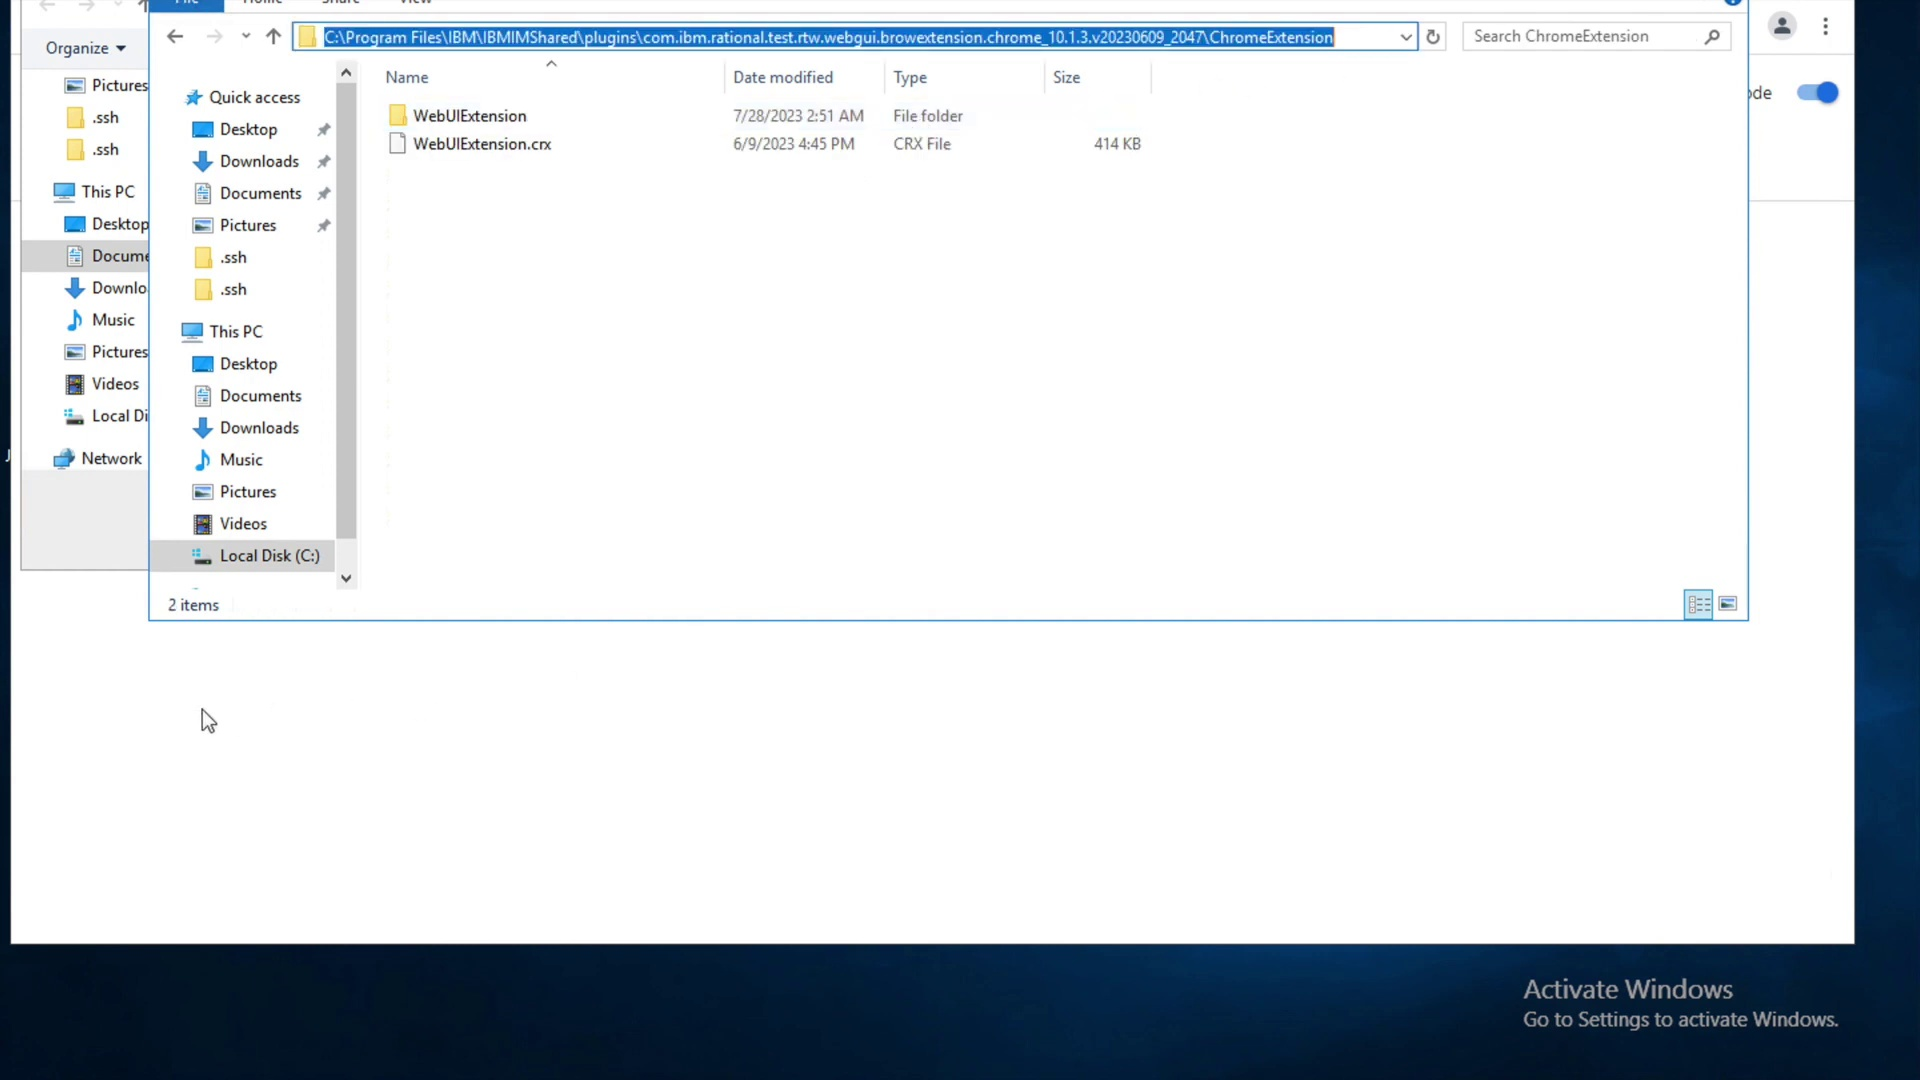 File
Home
Share
View
C:\Program Files\IBM\IBMIMShared\plugins\com.ibm.rational.test.rtw.webgui.browextension.chrome_10.1.3.v20230609_2047\ChromeExtension
Search ChromeExtension
Organize
Pictures
.ssh
.ssh
This PC
Desktop
Docume
Downlo
Music
Pictures
Videos
Local Di
Network
Quick access
Desktop
Downloads
Documents
Pictures
.ssh
.ssh
This PC
Desktop
Documents
Downloads
Music
Pictures
Videos
Local Disk (C:)
Name Date modified Type Size
WebUIExtension 7/28/2023 2:51 AM File folder
WebUIExtension.crx 6/9/2023 4:45 PM CRX File 414 KB
2 items
Activate Windows
Go to Settings to activate Windows.